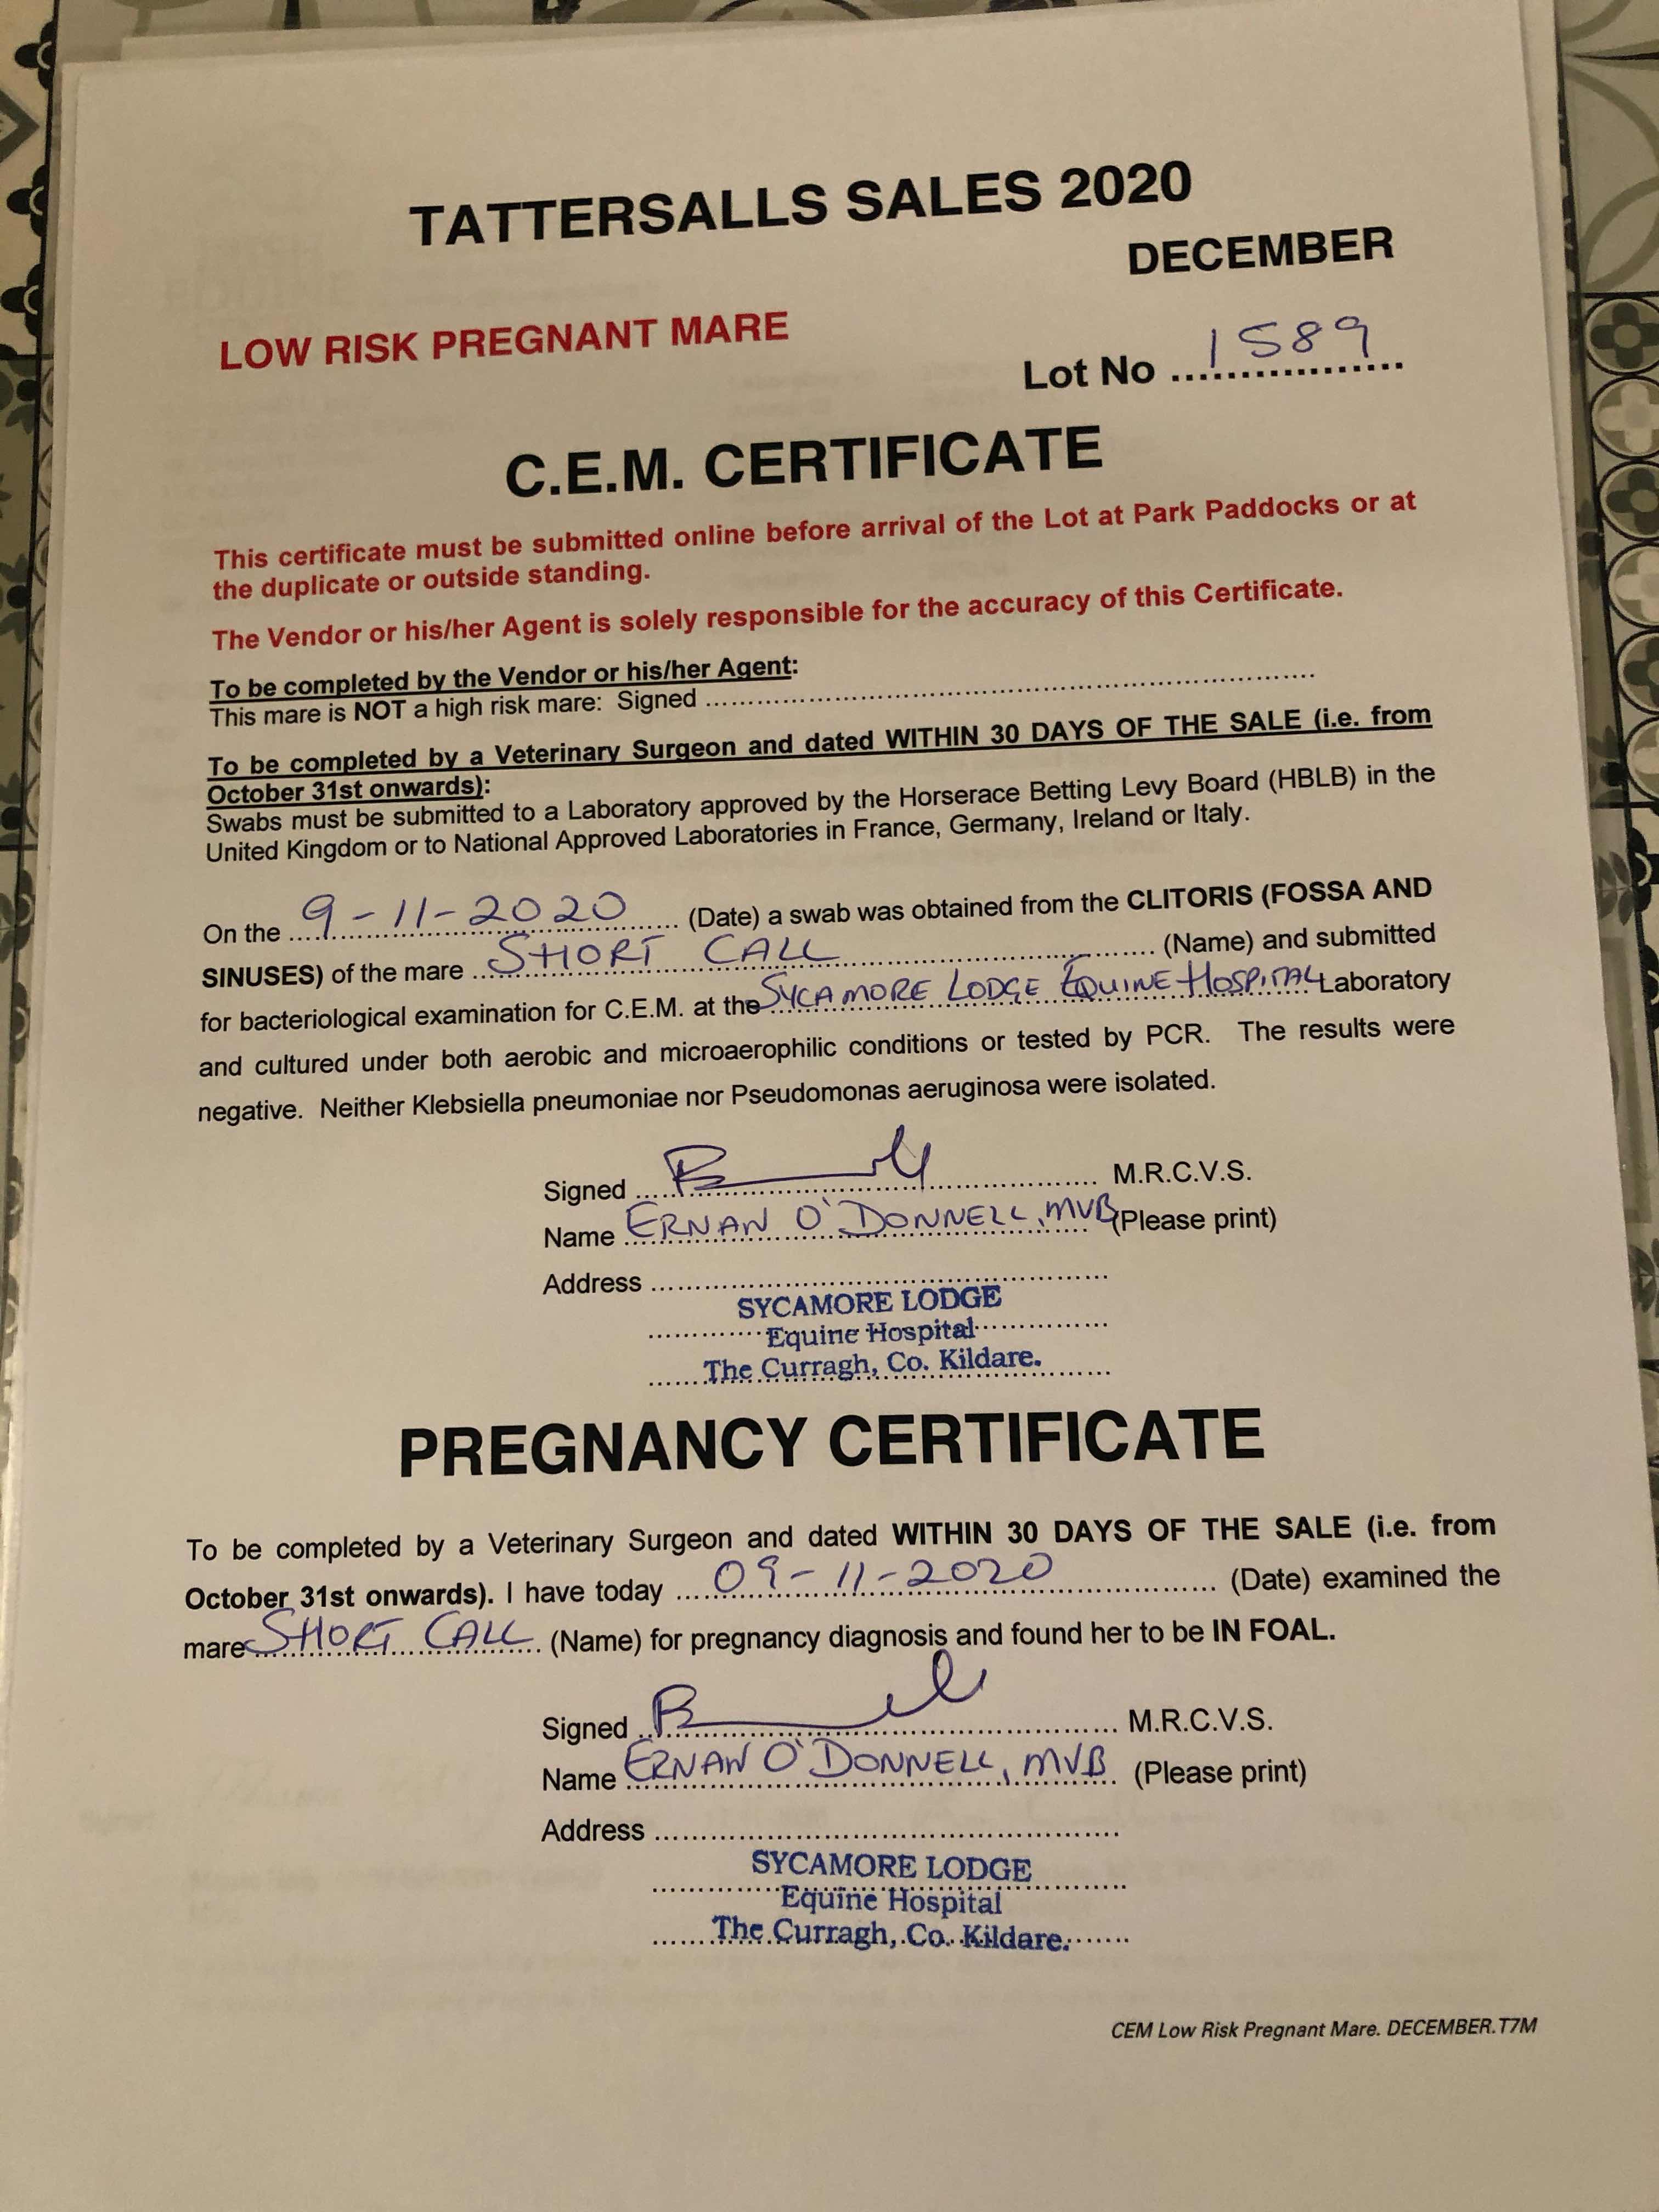 TATTERSALLS SALES 2020
DECEMBER
LOW RISK PREGNANT MARE
Lot No 1589
C.E.M. CERTIFICATE
This certificate must be submitted online before arrival of the Lot at Park Paddocks or at
the duplicate or outside standing.
The Vendor or his/her Agent is solely responsible for the accuracy of this Certificate.
To be completed by the Vendor or his/her Agent:
This mare is NOT a high risk mare: Signed
To be completed by a Veterinary Surgeon and dated WITHIN 30 DAYS OF THE SALE (i.e. from
October 31st onwards):
Swabs must be submitted to a Laboratory approved by the Horserace Betting Levy Board (HBLB) in the
United Kingdom or to National Approved Laboratories in France, Germany, Ireland or Italy.
On the 9-11-2020 (Date) a swab was obtained from the CLITORIS (FOSSA AND
SINUSES) of the mare SHORT CALL (Name) and submitted
for bacteriological examination for C.E.M. at the SYCAMORE LODGE EQUINE HOSPITAL Laboratory
and cultured under both aerobic and microaerophilic conditions or tested by PCR. The results were
negative. Neither Klebsiella pneumoniae nor Pseudomonas aeruginosa were isolated.
Signed M.R.C.V.S.
Name ERNAN O'DONNELL, MVB (Please print)
Address
SYCAMORE LODGE
Equine Hospital
The Curragh, Co. Kildare.
PREGNANCY CERTIFICATE
To be completed by a Veterinary Surgeon and dated WITHIN 30 DAYS OF THE SALE (i.e. from
October 31st onwards). I have today 09-11-2020 (Date) examined the
mare SHORT CALL (Name) for pregnancy diagnosis and found her to be IN FOAL.
Signed M.R.C.V.S.
Name ERNAN O'DONNELL, MVB (Please print)
Address
SYCAMORE LODGE
Equine Hospital
The Curragh, Co. Kildare.
CEM Low Risk Pregnant Mare. DECEMBER.T7M